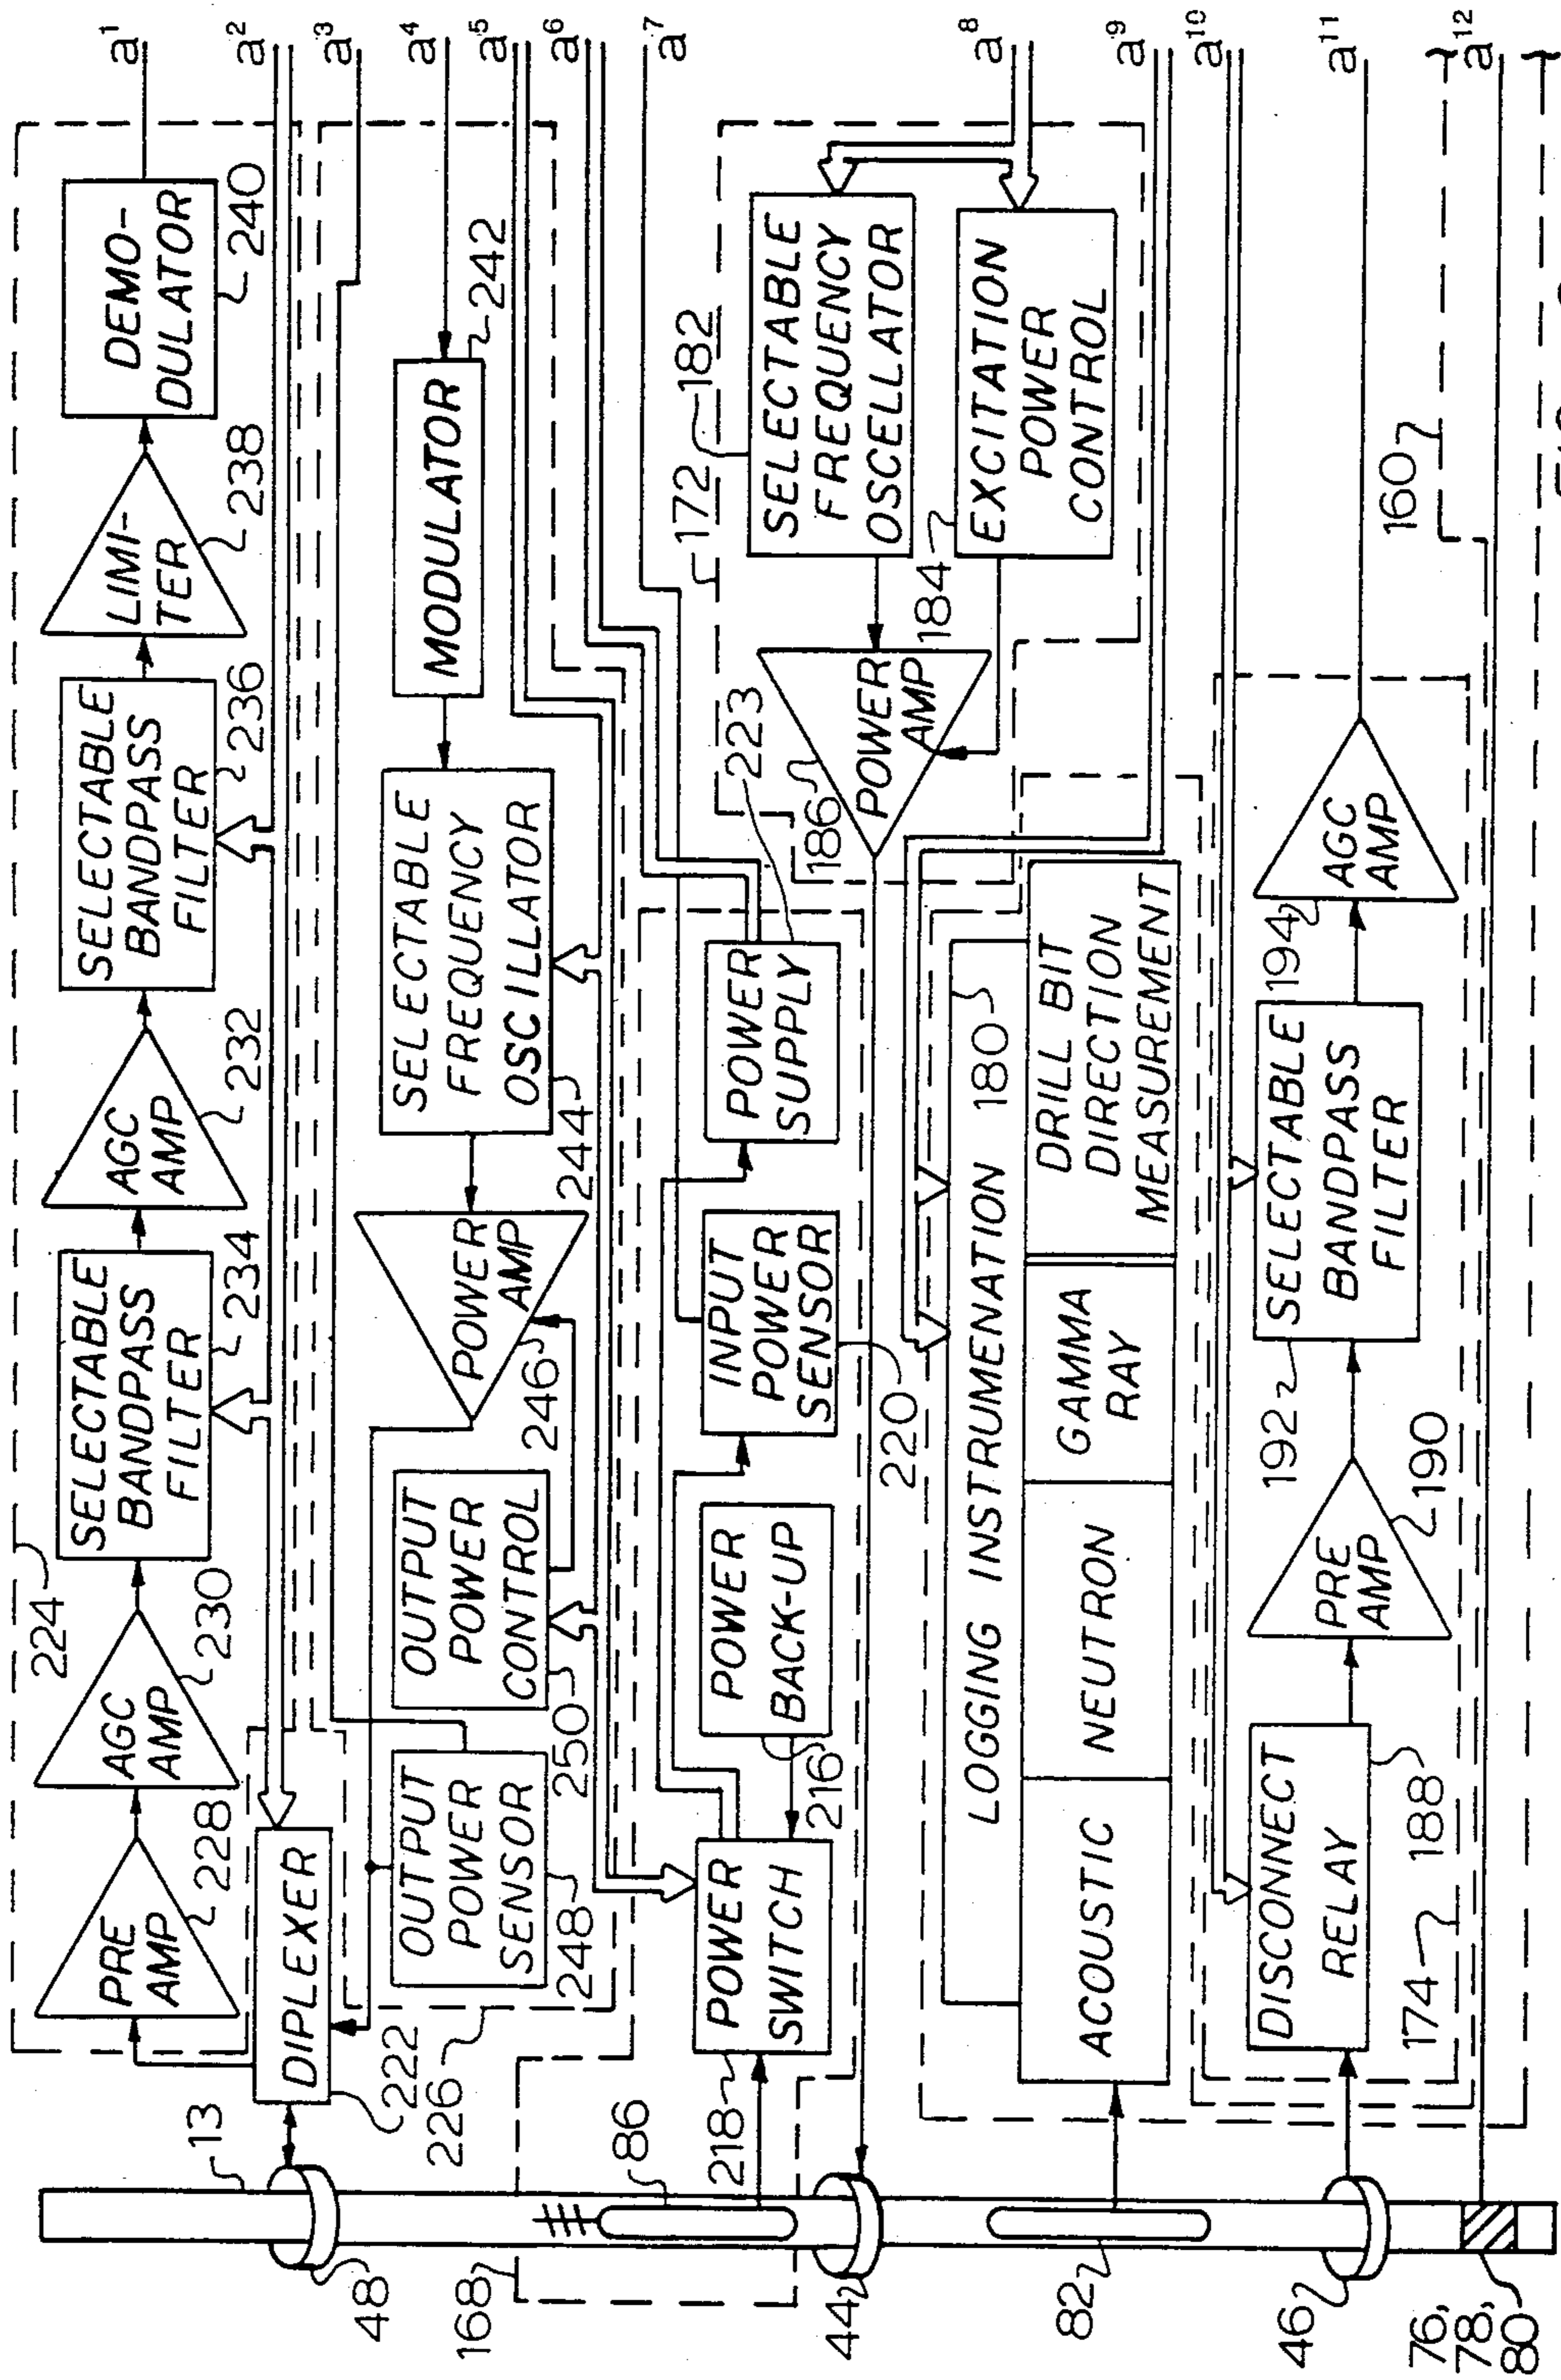 224
PRE
AMP
228
AGC
AMP
230
SELECTABLE
BANDPASS
FILTER
234
AGC
AMP
232
SELECTABLE
BANDPASS
FILTER
236
LIMI-
TER
238
DEMO-
DULATOR
240
a1
a2
a3
a4
a5
a6
a7
a8
a9
a10
a11
a12
13
48
DIPLEXER
222
226
OUTPUT
POWER
SENSOR
248
OUTPUT
POWER
CONTROL
250
POWER
AMP
246
SELECTABLE
FREQUENCY
OSCILLATOR
244
MODULATOR
242
168
86
218
POWER
SWITCH
216
POWER
BACK-UP
INPUT
POWER
SENSOR
220
POWER
SUPPLY
223
172
182
SELECTABLE
FREQUENCY
OSCELLATOR
184
EXCITATION
POWER
CONTROL
186
POWER
AMP
44
82
LOGGING INSTRUMENATION 180
ACOUSTIC
NEUTRON
GAMMA
RAY
DRILL BIT
DIRECTION
MEASUREMENT
46
DISCONNECT
RELAY
174
188
PRE
AMP
190
192
SELECTABLE
BANDPASS
FILTER
194
AGC
AMP
160
76,
78,
80